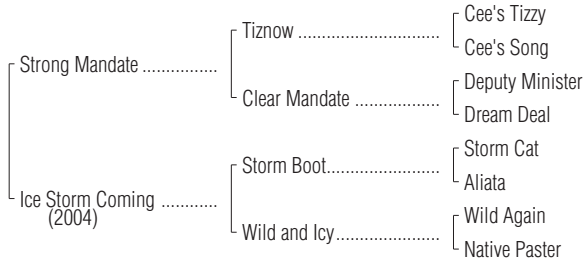 Cee's Tizzy
Tiznow ..........................
Cee's Song
Strong Mandate ..............
Deputy Minister
Clear Mandate ................
Dream Deal
Storm Cat
Storm Boot.....................
Aliata
Ice Storm Coming ...........
(2004)
Wild Again
Wild and Icy...................
Native Paster